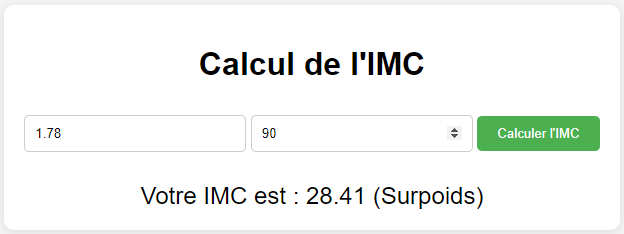 Calcul de l'IMC
1.78 90 Calculer l'IMC
Votre IMC est : 28.41 (Surpoids)